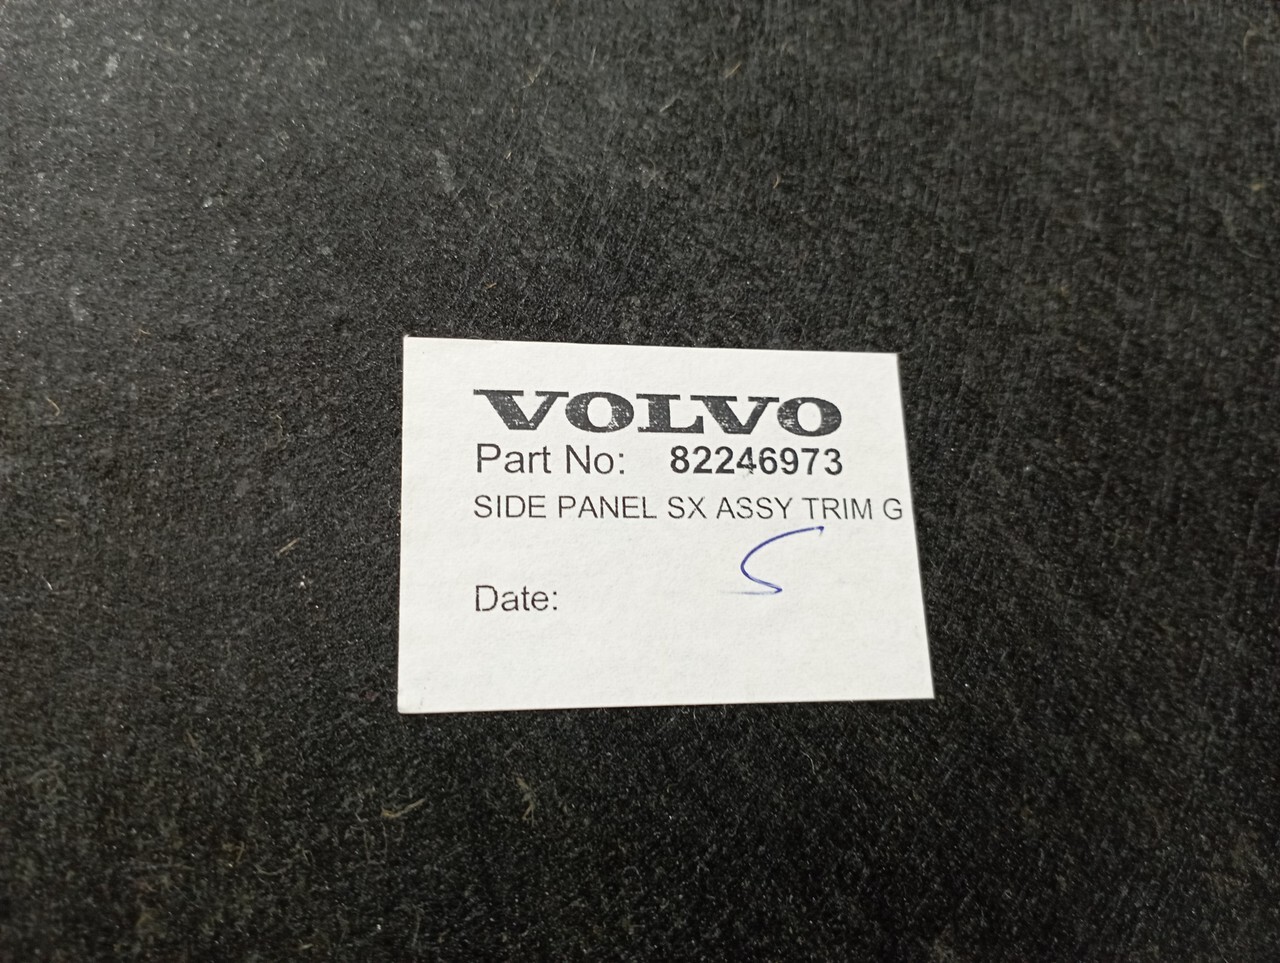 VOLVO
Part No: 82246973
SIDE PANEL SX ASSY TRIM G
Date: